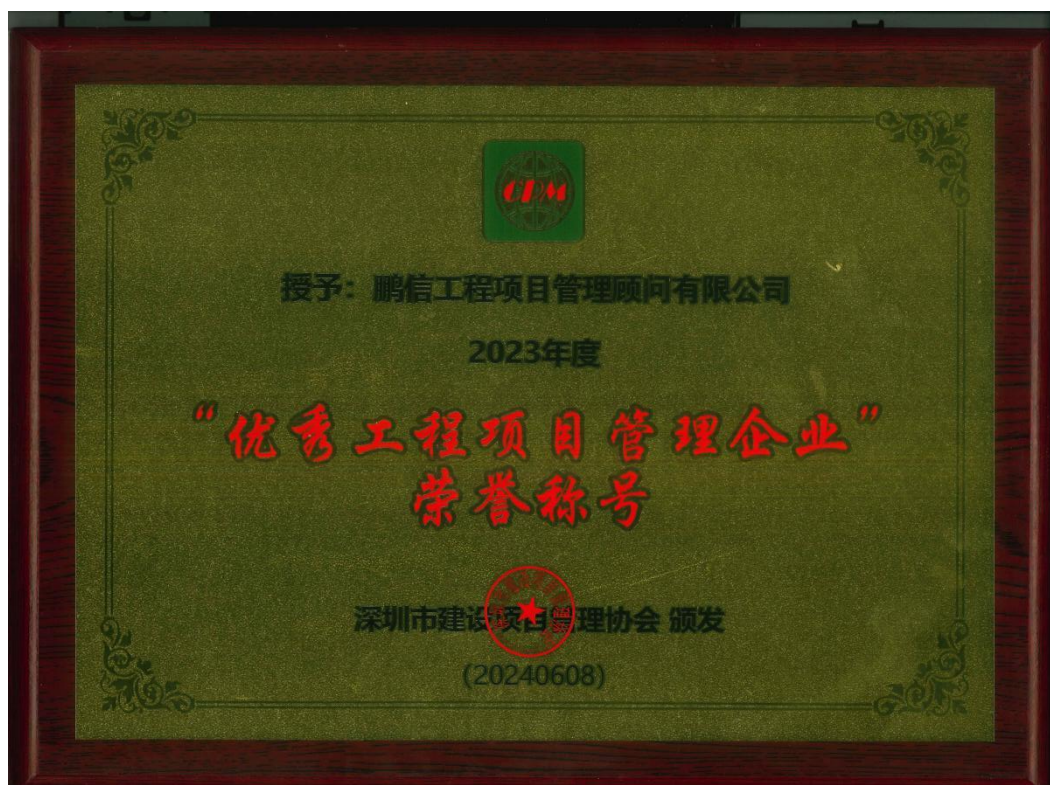 CPM
授予：鹏信工程项目管理顾问有限公司
2023年度
“优秀工程项目管理企业”
荣誉称号
深圳市建设项目管理协会 颁发
(20240608)